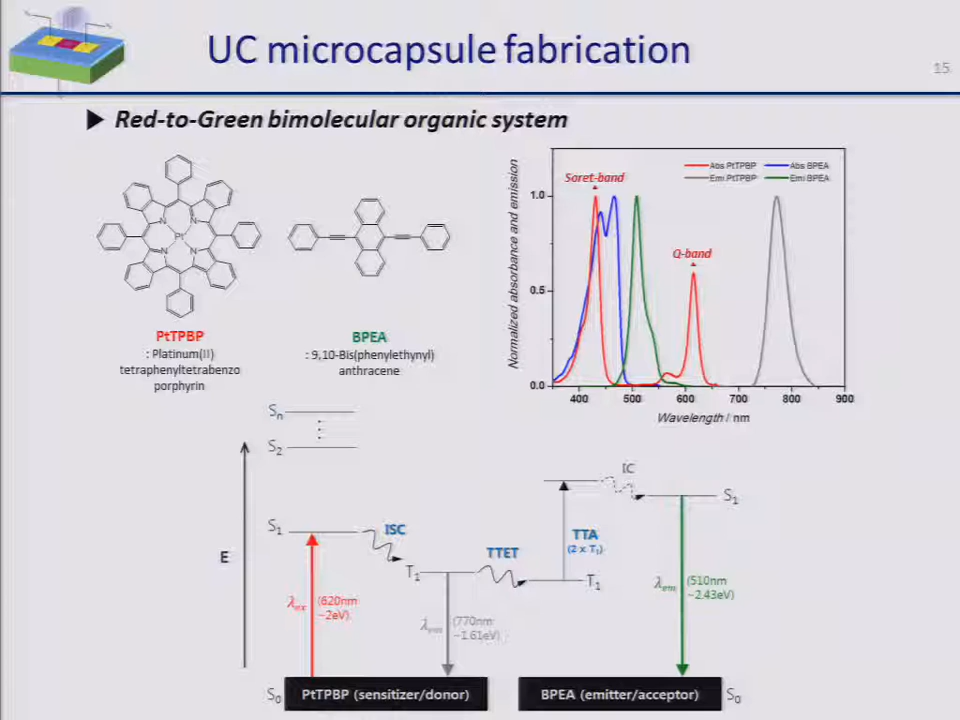 UC microcapsule fabrication
15
▶ Red-to-Green bimolecular organic system
N
N
Pt
N
N
PtTPBP
: Platinum(II)
tetraphenyltetrabenzo
porphyrin
BPEA
: 9,10-Bis(phenylethynyl)
anthracene
Normalized absorbance and emission
Abs PtTPBP
Abs BPEA
Emi PtTPBP
Emi BPEA
Soret-band
Q-band
1.0
0.5
0.0
400 500 600 700 800 900
Wavelength / nm
E
Sn
S2
S1
ISC
T1
TTET
T1
TTA
(2 x T1)
IC
S1
λex (620nm
~2eV)
λem (770nm
~1.61eV)
λem (510nm
~2.43eV)
S0 PtTPBP (sensitizer/donor)
BPEA (emitter/acceptor) S0